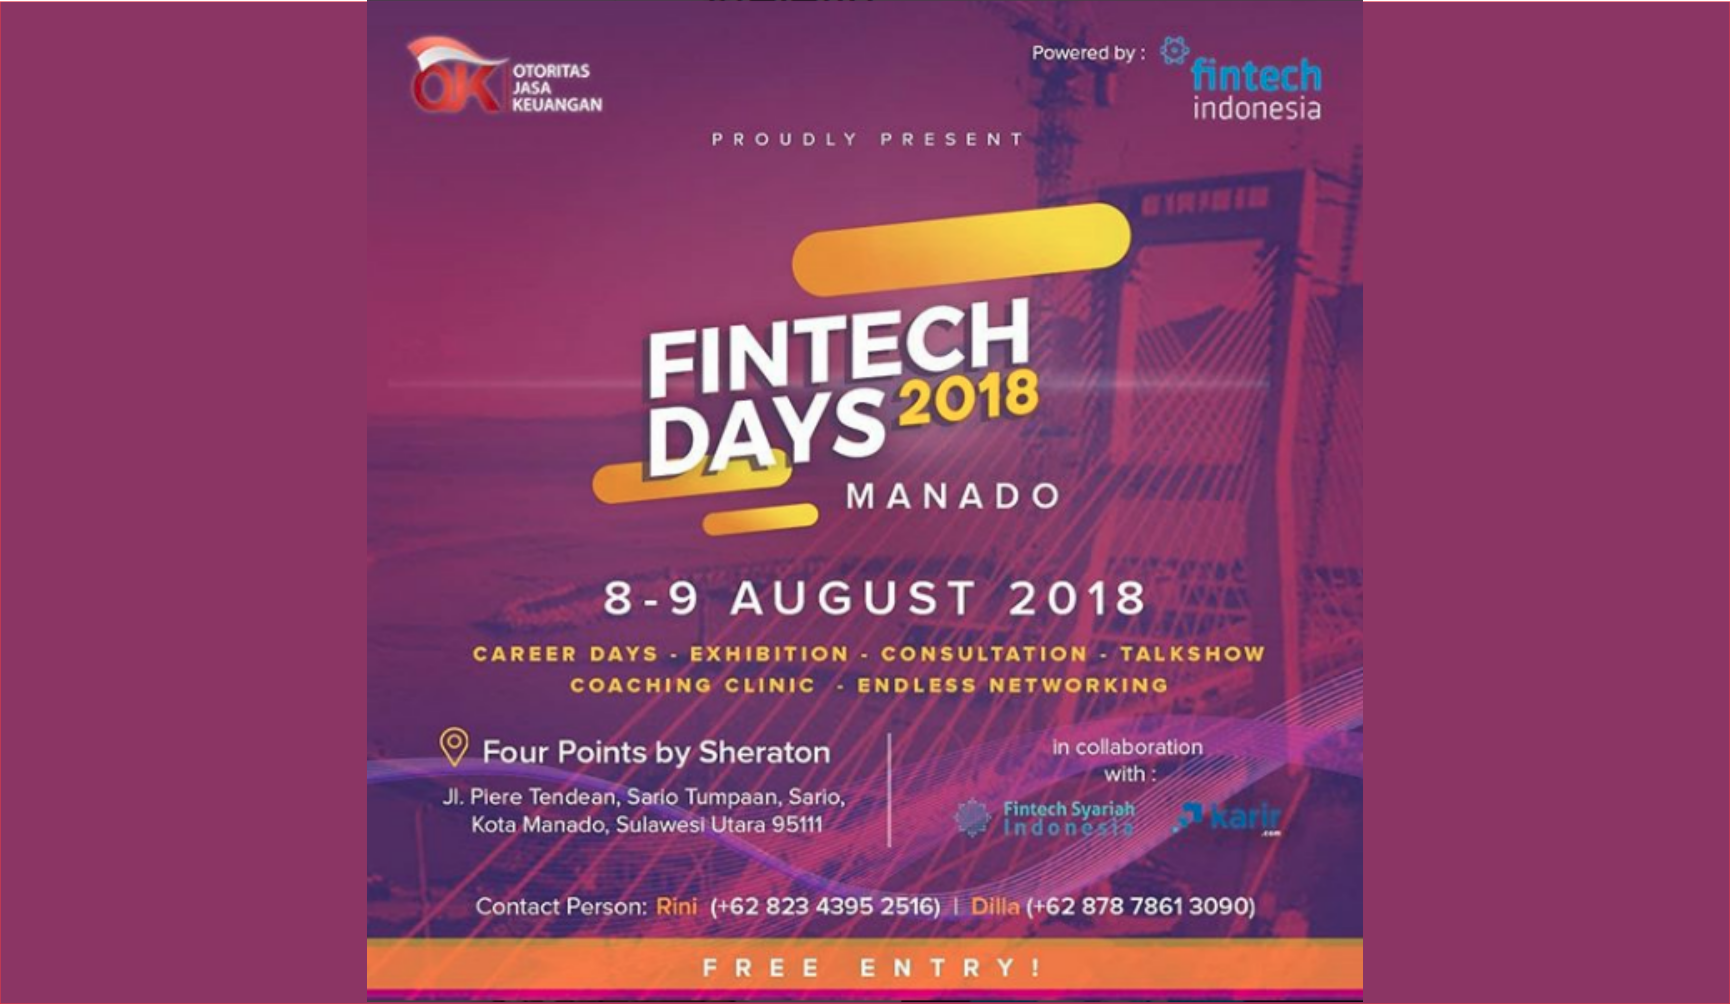 OJK
OTORITAS
JASA
KEUANGAN
Powered by :
fintech
indonesia
PROUDLY PRESENT
FINTECH
DAYS 2018
MANADO
8-9 AUGUST 2018
CAREER DAYS - EXHIBITION - CONSULTATION - TALKSHOW
COACHING CLINIC - ENDLESS NETWORKING
Four Points by Sheraton
Jl. Piere Tendean, Sario Tumpaan, Sario,
Kota Manado, Sulawesi Utara 95111
in collaboration
with :
Fintech Syariah
Indonesia
karir
.com
Contact Person: Rini (+62 823 4395 2516) | Dilla (+62 878 7861 3090)
FREE ENTRY!